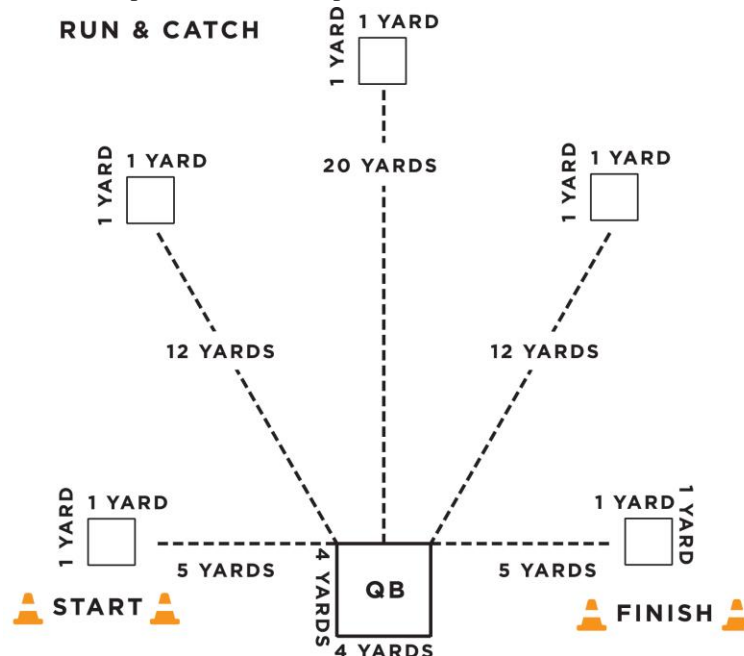 RUN & CATCH
1 YARD
1 YARD
1 YARD
1 YARD
20 YARDS
1 YARD
1 YARD
12 YARDS
12 YARDS
1 YARD
1 YARD
1 YARD
1 YARD
5 YARDS
4 YARDS
QB
5 YARDS
START
FINISH
4 YARDS